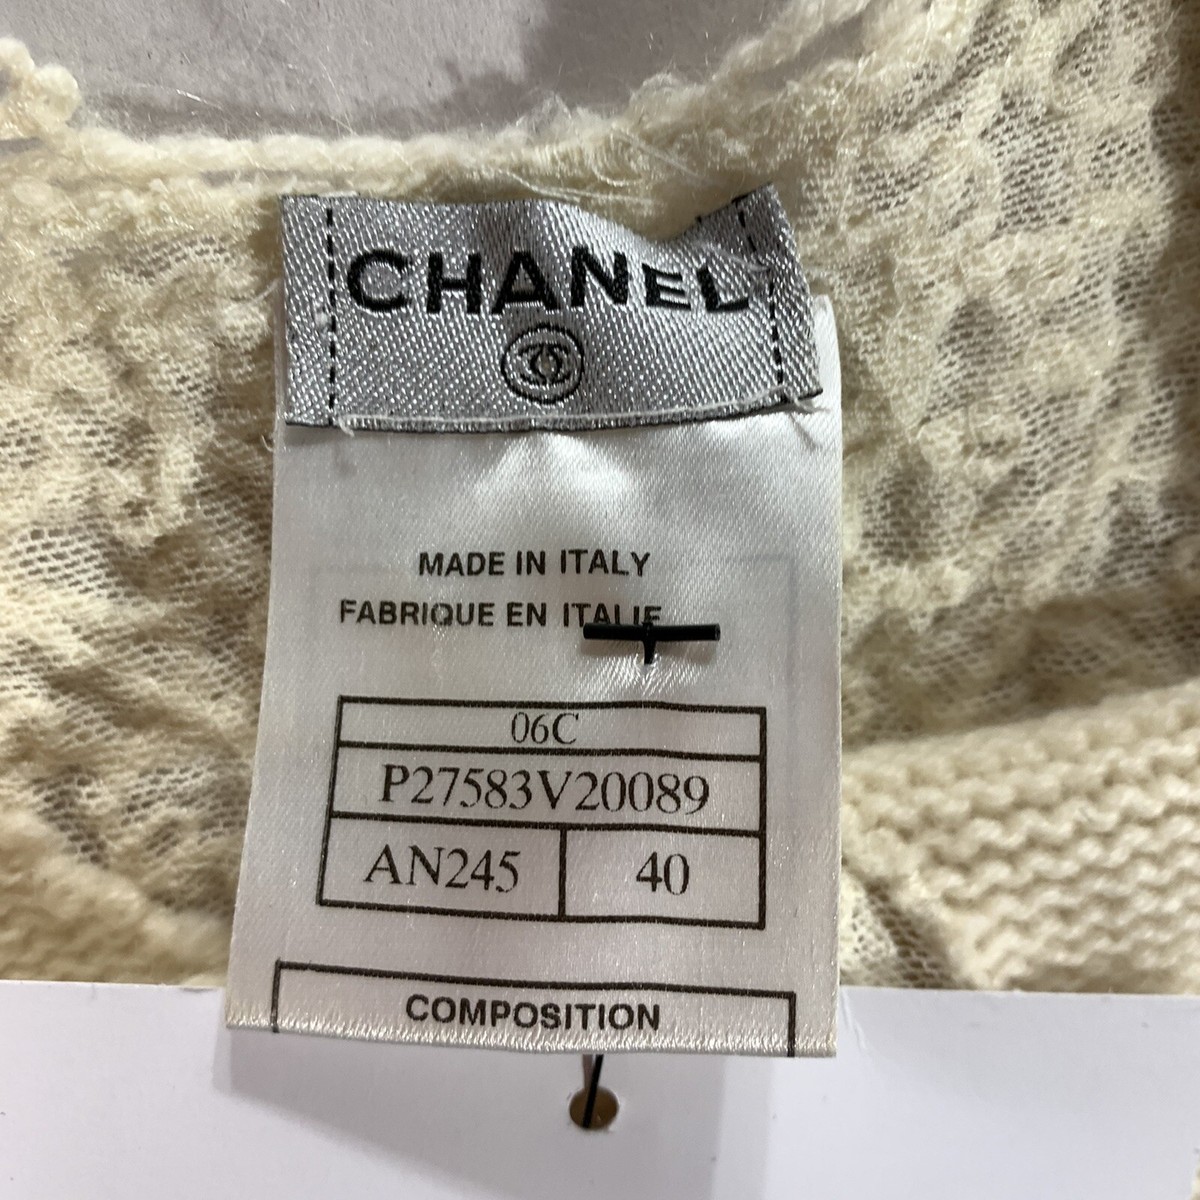 CHANEL
MADE IN ITALY
FABRIQUE EN ITALIE
06C
P27583V20089
AN245 40
COMPOSITION